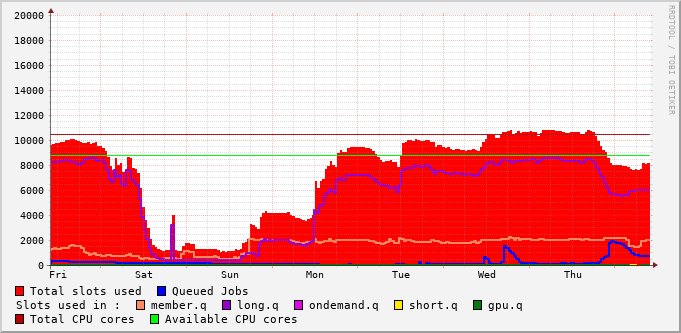 RRDTOOL / TOBI OETIKER
20000
18000
16000
14000
12000
10000
8000
6000
4000
2000
0
Fri Sat Sun Mon Tue Wed Thu
Total slots used Queued Jobs
Slots used in : member.q long.q ondemand.q short.q gpu.q
Total CPU cores Available CPU cores